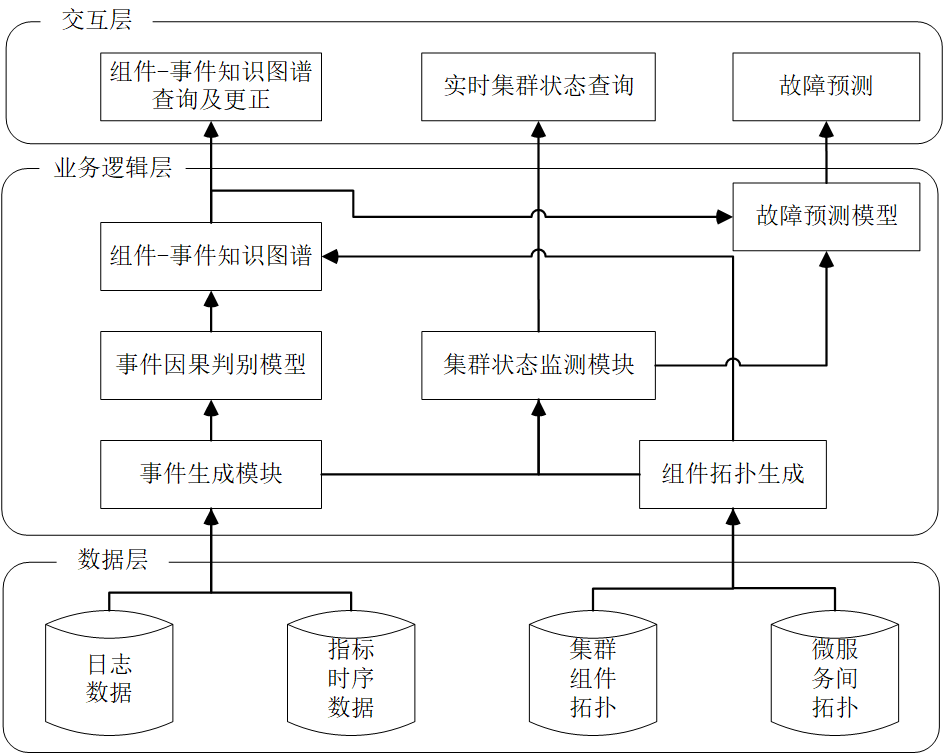 交互层
组件-事件知识图谱
查询及更正
实时集群状态查询
故障预测
业务逻辑层
故障预测模型
组件-事件知识图谱
事件因果判别模型
集群状态监测模块
事件生成模块
组件拓扑生成
数据层
日志
数据
指标
时序
数据
集群
组件
拓扑
微服
务间
拓扑